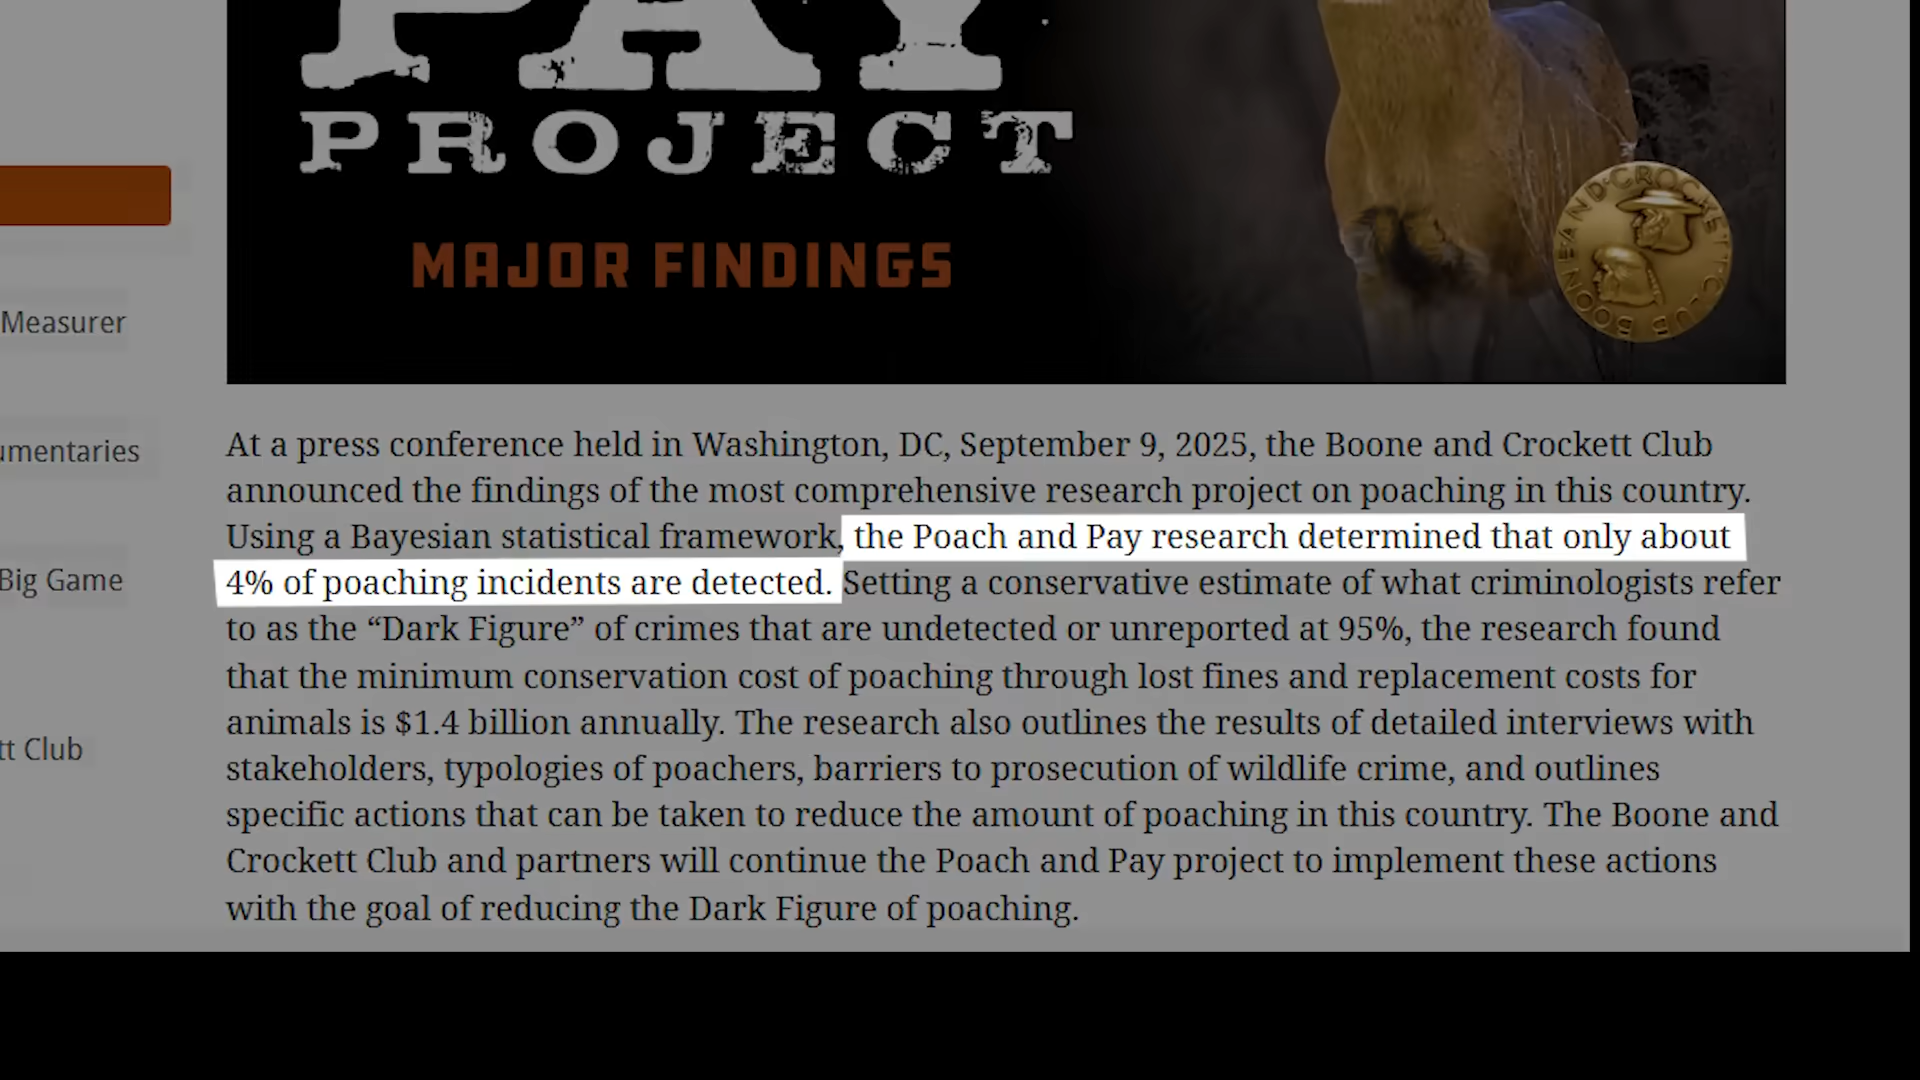 PAY
PROJECT
MAJOR FINDINGS
BOONE AND CROCKETT CLUB
Measurer
umentaries
Big Game
tt Club
At a press conference held in Washington, DC, September 9, 2025, the Boone and Crockett Club
announced the findings of the most comprehensive research project on poaching in this country.
Using a Bayesian statistical framework, the Poach and Pay research determined that only about
4% of poaching incidents are detected. Setting a conservative estimate of what criminologists refer
to as the “Dark Figure” of crimes that are undetected or unreported at 95%, the research found
that the minimum conservation cost of poaching through lost fines and replacement costs for
animals is $1.4 billion annually. The research also outlines the results of detailed interviews with
stakeholders, typologies of poachers, barriers to prosecution of wildlife crime, and outlines
specific actions that can be taken to reduce the amount of poaching in this country. The Boone and
Crockett Club and partners will continue the Poach and Pay project to implement these actions
with the goal of reducing the Dark Figure of poaching.